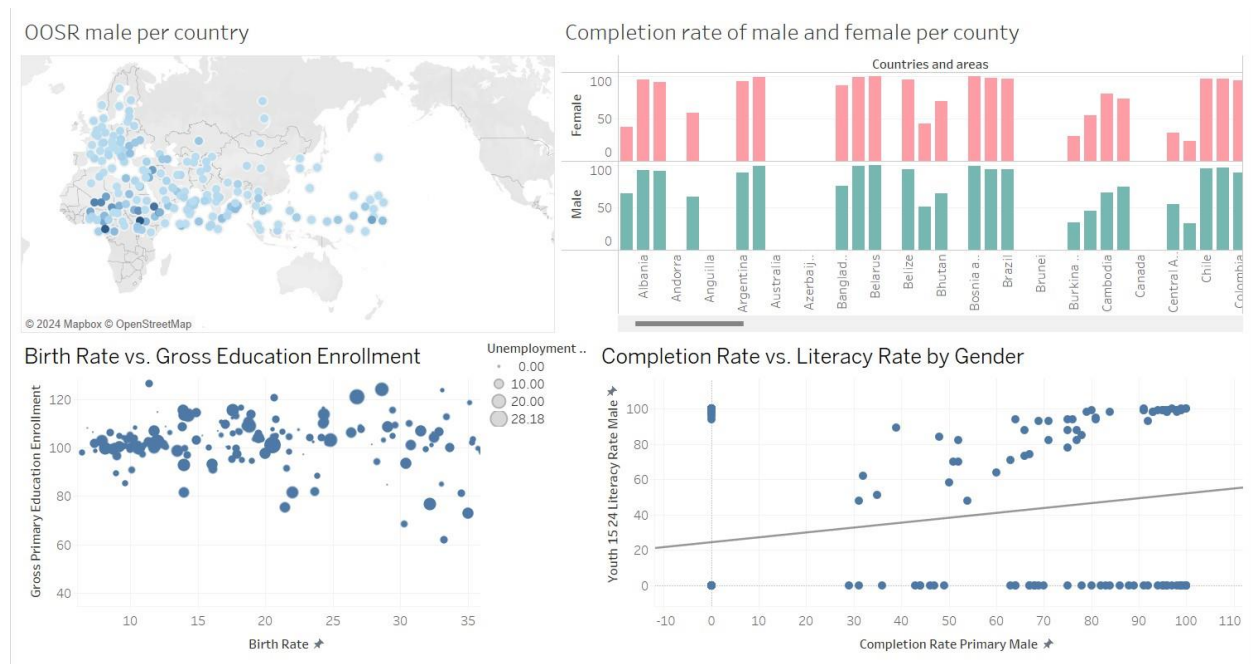 OOSR male per country
© 2024 Mapbox © OpenStreetMap
Completion rate of male and female per county
Countries and areas
Female
100
50
0
Male
100
50
0
Albania
Andorra
Anguilla
Argentina
Australia
Azerbaij..
Banglad..
Belarus
Belize
Bhutan
Bosnia a..
Brazil
Brunei
Burkina ..
Cambodia
Canada
Central A..
Chile
Colombia
Birth Rate vs. Gross Education Enrollment
Gross Primary Education Enrollment
120
100
80
60
40
10 15 20 25 30 35
Birth Rate
Unemployment ..
0.00
10.00
20.00
28.18
Completion Rate vs. Literacy Rate by Gender
Youth 15 24 Literacy Rate Male
100
80
60
40
20
0
-10 0 10 20 30 40 50 60 70 80 90 100 110
Completion Rate Primary Male